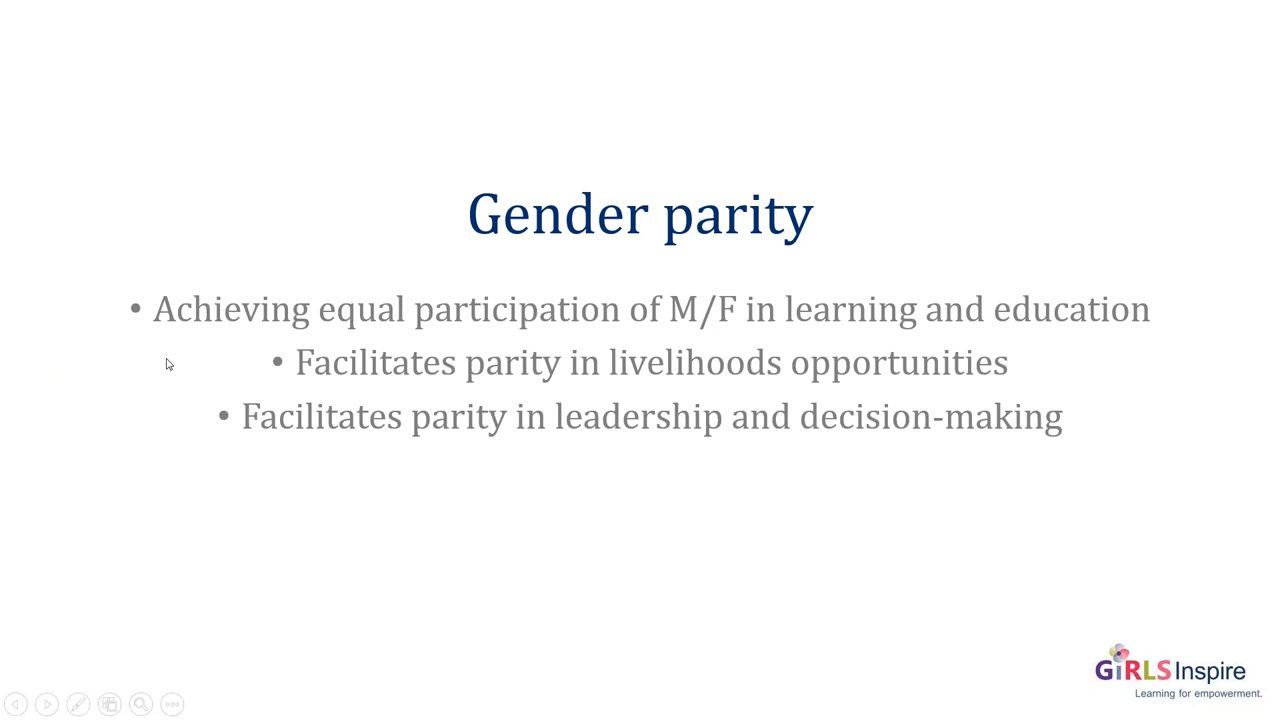 Gender parity
• Achieving equal participation of M/F in learning and education
• Facilitates parity in livelihoods opportunities
• Facilitates parity in leadership and decision-making
GiRLS Inspire
Learning for empowerment.